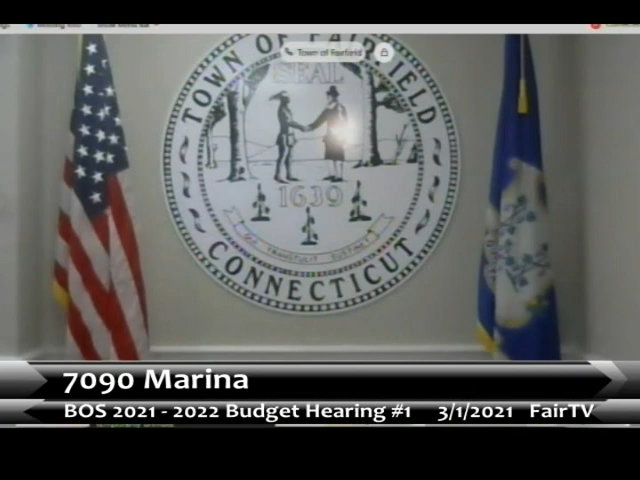 Town of Fairfield
TOWN OF FAIRFIELD
SEAL
1639
CONNECTICUT
7090 Marina
BOS 2021 - 2022 Budget Hearing #1 3/1/2021 FairTV